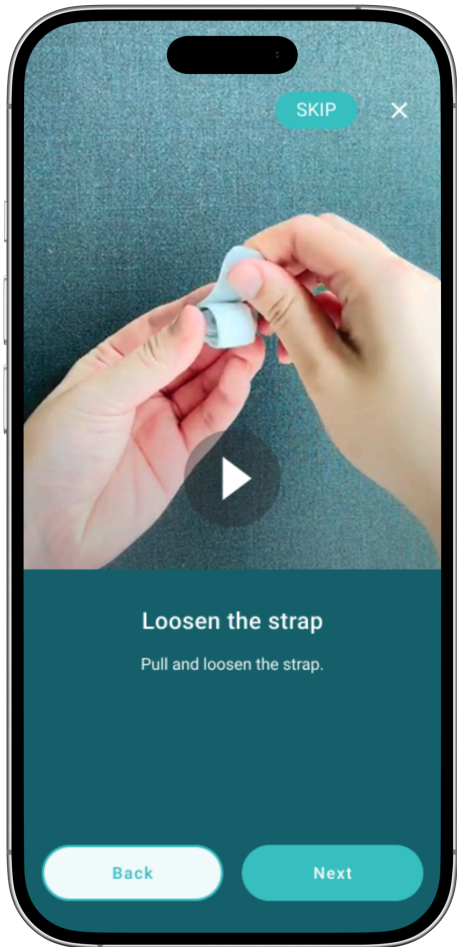 SKIP
Loosen the strap
Pull and loosen the strap.
Back
Next